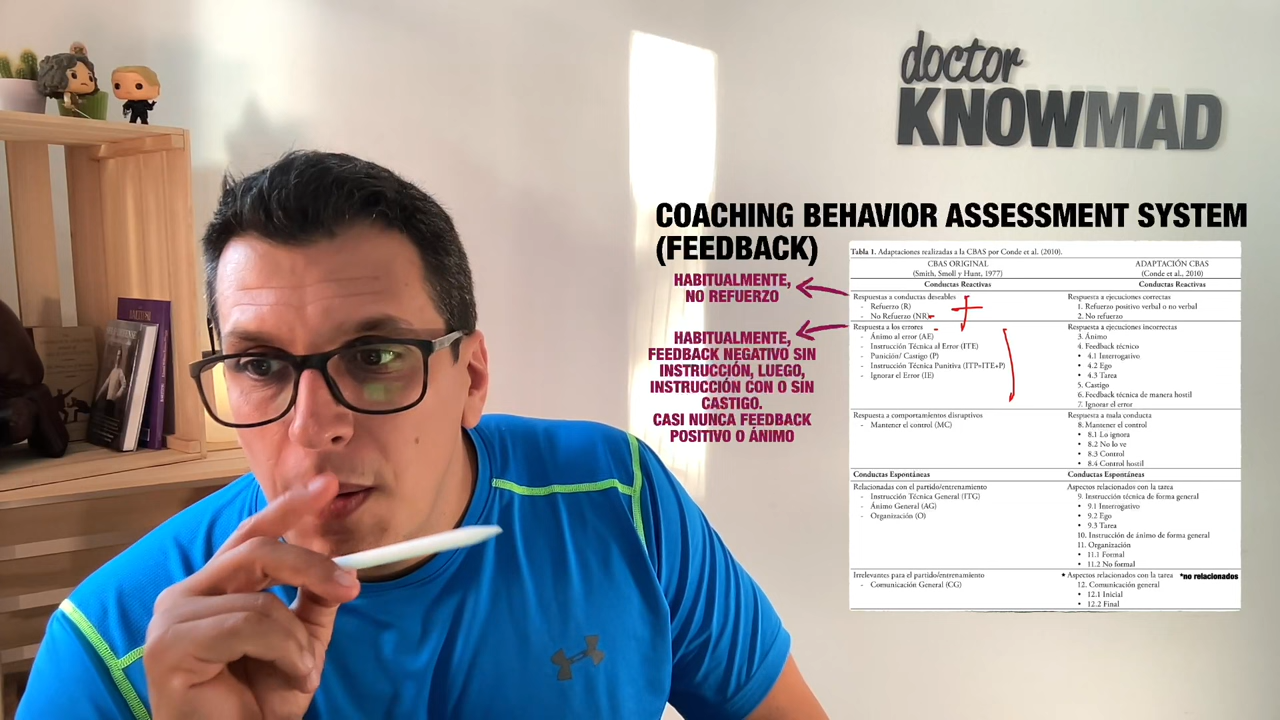 doctor
KNOWMAD
COACHING BEHAVIOR ASSESSMENT SYSTEM
(FEEDBACK)
HABITUALMENTE,
NO REFUERZO
HABITUALMENTE,
FEEDBACK NEGATIVO SIN
INSTRUCCIÓN, LUEGO,
INSTRUCCIÓN CON O SIN
CASTIGO.
CASI NUNCA FEEDBACK
POSITIVO O ÁNIMO
Tabla 1. Adaptaciones realizadas a la CBAS por Conde et al. (2010).
CBAS ORIGINAL
(Smith, Smoll y Hunt, 1977)
Conductas Reactivas
Respuestas a conductas deseables
- Refuerzo (R)
- No Refuerzo (NR)
Respuesta a los errores
- Ánimo al error (AE)
- Instrucción Técnica al Error (ITE)
- Punición/ Castigo (P)
- Instrucción Técnica Punitiva (ITP=ITE+P)
- Ignorar el Error (IE)
Respuesta a comportamientos disruptivos
- Mantener el control (MC)
Conductas Espontáneas
Relacionadas con el partido/entrenamiento
- Instrucción Técnica General (ITG)
- Ánimo General (AG)
- Organización (O)
Irrelevantes para el partido/entrenamiento
- Comunicación General (CG)
ADAPTACIÓN CBAS
(Conde et al., 2010)
Conductas Reactivas
Respuesta a ejecuciones correctas
1. Refuerzo positivo verbal o no verbal
2. No refuerzo
Respuesta a ejecuciones incorrectas
3. Ánimo
4. Feedback técnico
• 4.1 Interrogativo
• 4.2 Ego
• 4.3 Tarea
5. Castigo
6. Feedback técnica de manera hostil
7. Ignorar el error
Respuesta a mala conducta
8. Mantener el control
• 8.1 Lo ignora
• 8.2 No lo ve
• 8.3 Control
• 8.4 Control hostil
Conductas Espontáneas
Aspectos relacionados con la tarea
9. Instrucción técnica de forma general
• 9.1 Interrogativo
• 9.2 Ego
• 9.3 Tarea
10. Instrucción de ánimo de forma general
11. Organización
• 11.1 Formal
• 11.2 No formal
* Aspectos relacionados con la tarea *no relacionados
12. Comunicación general
• 12.1 Inicial
• 12.2 Final